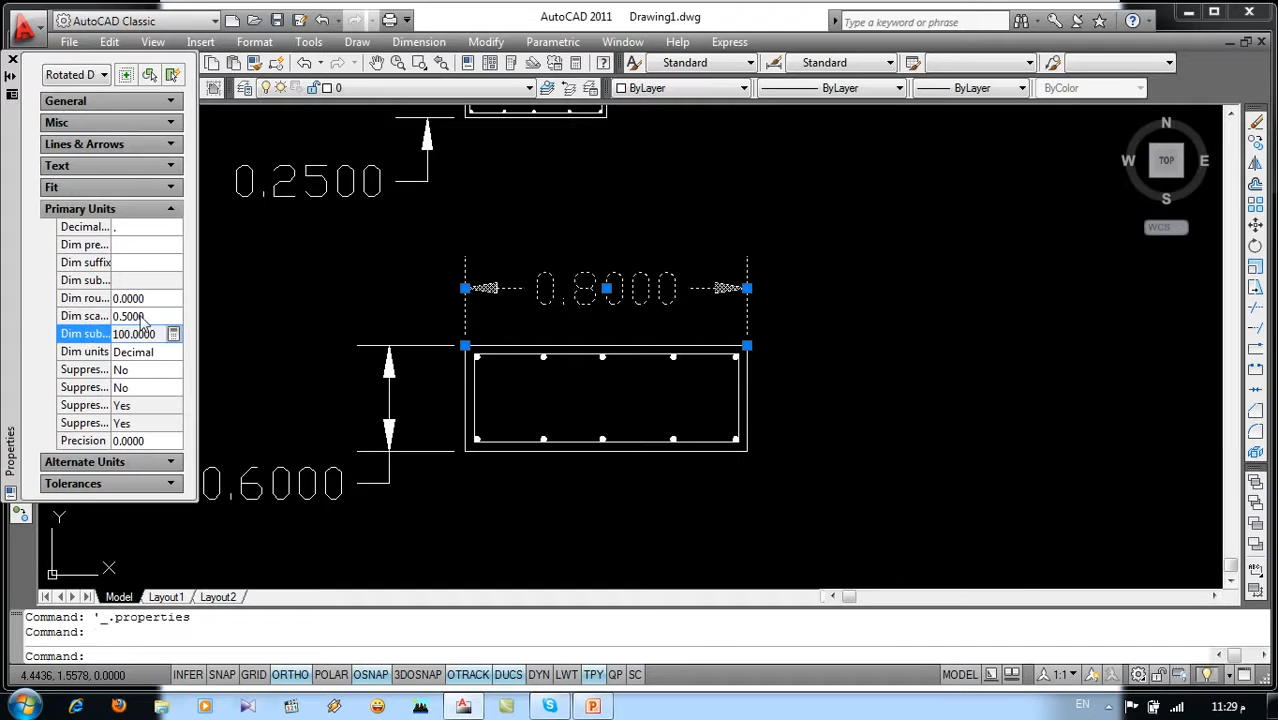 AutoCAD Classic
AutoCAD 2011 Drawing1.dwg
Type a keyword or phrase
File Edit View Insert Format Tools Draw Dimension Modify Parametric Window Help Express
Standard Standard
0 ByLayer ByLayer ByLayer ByColor
Rotated D
General
Misc
Lines & Arrows
Text
Fit
Primary Units
Decimal... .
Dim pre...
Dim suffix
Dim sub...
Dim rou... 0.0000
Dim sca... 0.5000
Dim sub... 100.0000
Dim units Decimal
Suppres... No
Suppres... No
Suppres... Yes
Suppres... Yes
Precision 0.0000
Alternate Units
Tolerances
Properties
0.2500
0.8000
0.6000
N
W TOP E
S
WCS
Y
X
Model Layout1 Layout2
Command: '_.properties
Command:
Command:
4.4436, 1.5578, 0.0000 INFER SNAP GRID ORTHO POLAR OSNAP 3DOSNAP OTRACK DUCS DYN LWT TPY QP SC MODEL 1:1
EN 11:29 م